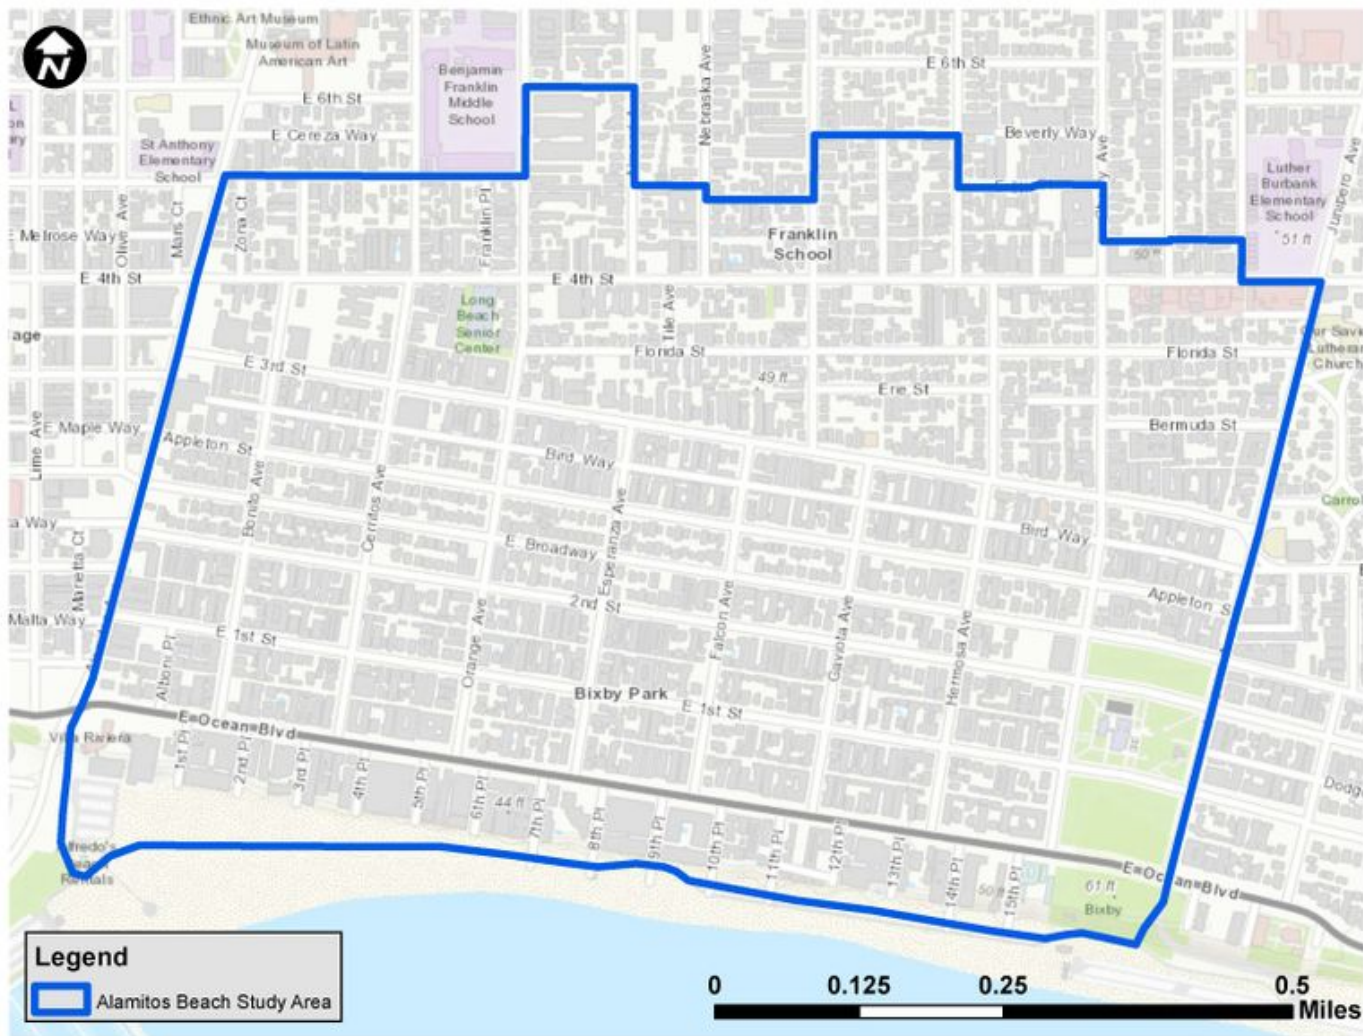 N
Ethnic Art Museum
Museum of Latin
American Art
Benjamin
Franklin
Middle
School
E 6th St
E 6th St
Nebraska Ave
E Cereza Way
Beverly Way
St Anthony
Elementary
School
Luther
Burbank
Elementary
School
51 ft
Junipero Ave
Olive Ave
Mars Ct
Zona Ct
Franklin Pl
E Melrose Way
Franklin
School
50 ft
E 4th St
E 4th St
Long
Beach
Senior
Center
Tile Ave
age
Florida St
Florida St
Church
E 3rd St
49 ft
Erie St
Lime Ave
E Maple Way
Appleton St
Bermuda St
Bird Way
Bonito Ave
Cerritos Ave
Carro
a Way
Esperanza Ave
Bird Way
E Broadway
Marietta Ct
2nd St
Appleton S
Malta Way
E 1st St
Falcon Ave
Gaviota Ave
Hermosa Ave
Alboni Pl
Orange Ave
Bixby Park
E 1st St
E Ocean Blvd
Villa Riviera
1st Pl
2nd Pl
3rd Pl
4th Pl
5th Pl
6th Pl
44 ft
7th Pl
8th Pl
9th Pl
10th Pl
11th Pl
12th Pl
13th Pl
14th Pl
50 ft
15th Pl
E Ocean Blvd
61 ft
Bixby
Dodg
Rentals
Legend
Alamitos Beach Study Area
0 0.125 0.25 0.5
Miles